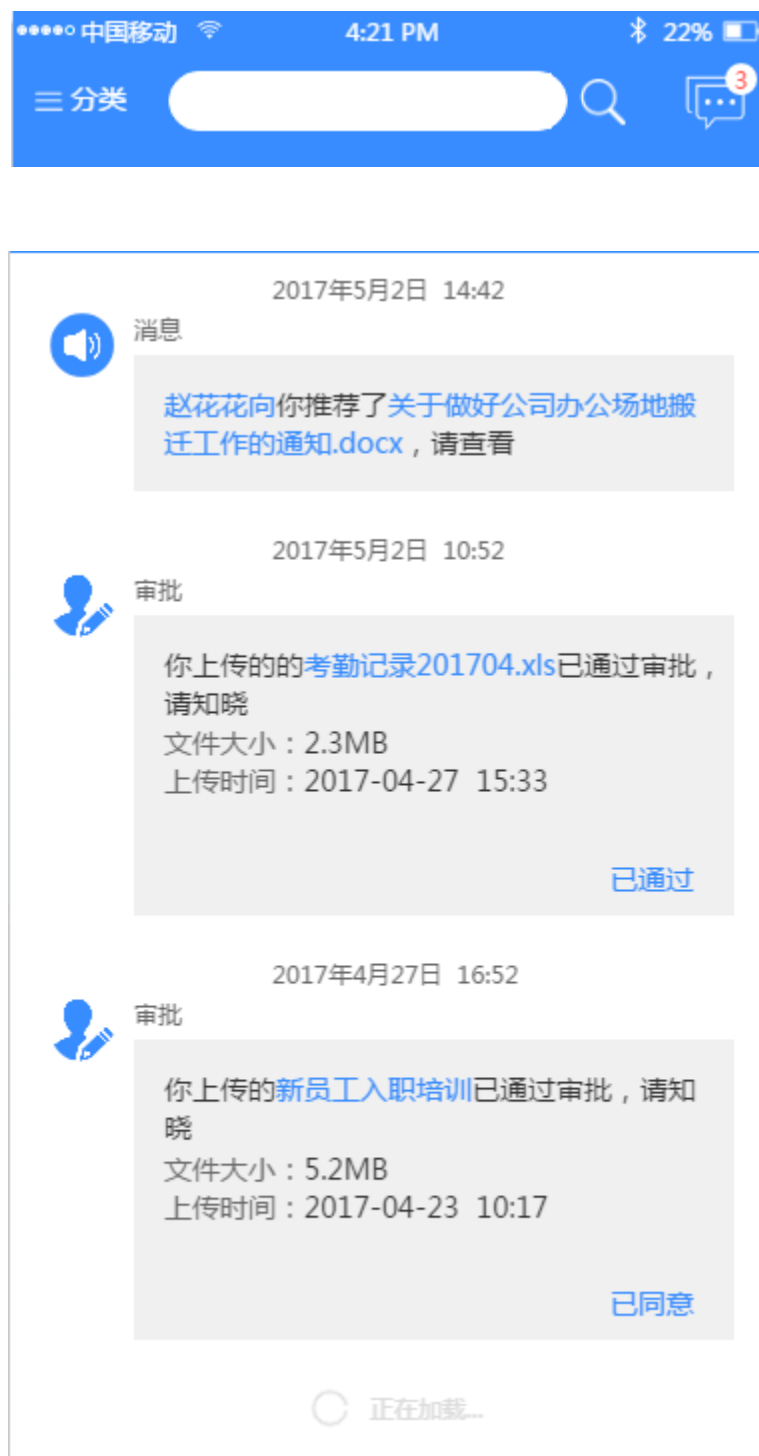 中国移动 4:21 PM 22%
分类 3
2017年5月2日 14:42
消息
赵花花向你推荐了关于做好公司办公场地搬
迁工作的通知.docx，请查看
2017年5月2日 10:52
审批
你上传的的考勤记录201704.xls已通过审批，
请知晓
文件大小：2.3MB
上传时间：2017-04-27 15:33
已通过
2017年4月27日 16:52
审批
你上传的新员工入职培训已通过审批，请知
晓
文件大小：5.2MB
上传时间：2017-04-23 10:17
已同意
正在加载...